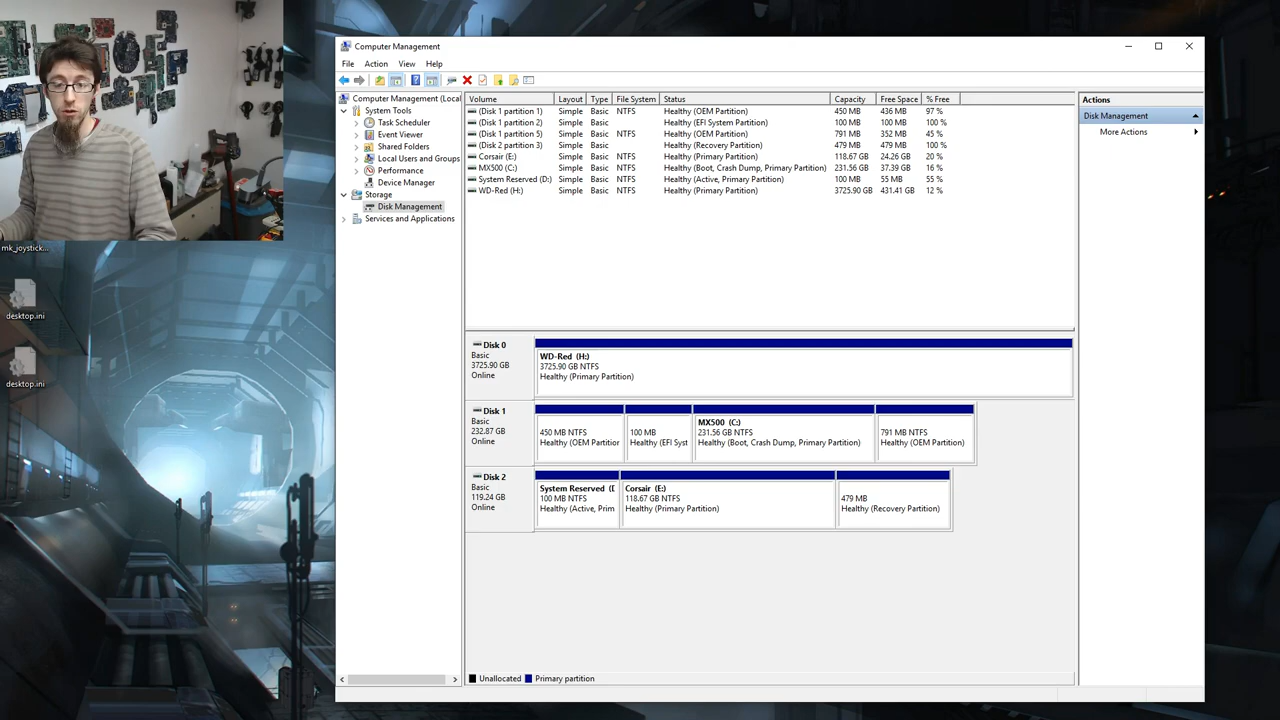 mk_joystick...
desktop.ini
desktop.ini
Computer Management
File Action View Help
Computer Management (Local
System Tools
Task Scheduler
Event Viewer
Shared Folders
Local Users and Groups
Performance
Device Manager
Storage
Disk Management
Services and Applications
Volume Layout Type File System Status Capacity Free Space % Free
(Disk 1 partition 1) Simple Basic NTFS Healthy (OEM Partition) 450 MB 436 MB 97 %
(Disk 1 partition 2) Simple Basic Healthy (EFI System Partition) 100 MB 100 MB 100 %
(Disk 1 partition 5) Simple Basic NTFS Healthy (OEM Partition) 791 MB 352 MB 45 %
(Disk 2 partition 3) Simple Basic Healthy (Recovery Partition) 479 MB 479 MB 100 %
Corsair (E:) Simple Basic NTFS Healthy (Primary Partition) 118.67 GB 24.26 GB 20 %
MX500 (C:) Simple Basic NTFS Healthy (Boot, Crash Dump, Primary Partition) 231.56 GB 37.39 GB 16 %
System Reserved (D:) Simple Basic NTFS Healthy (Active, Primary Partition) 100 MB 55 MB 55 %
WD-Red (H:) Simple Basic NTFS Healthy (Primary Partition) 3725.90 GB 431.41 GB 12 %
Disk 0
Basic
3725.90 GB
Online
WD-Red (H:)
3725.90 GB NTFS
Healthy (Primary Partition)
Disk 1
Basic
232.87 GB
Online
450 MB NTFS
Healthy (OEM Partition
100 MB
Healthy (EFI Syst
MX500 (C:)
231.56 GB NTFS
Healthy (Boot, Crash Dump, Primary Partition)
791 MB NTFS
Healthy (OEM Partition)
Disk 2
Basic
119.24 GB
Online
System Reserved (D
100 MB NTFS
Healthy (Active, Prim
Corsair (E:)
118.67 GB NTFS
Healthy (Primary Partition)
479 MB
Healthy (Recovery Partition)
Unallocated Primary partition
Actions
Disk Management
More Actions